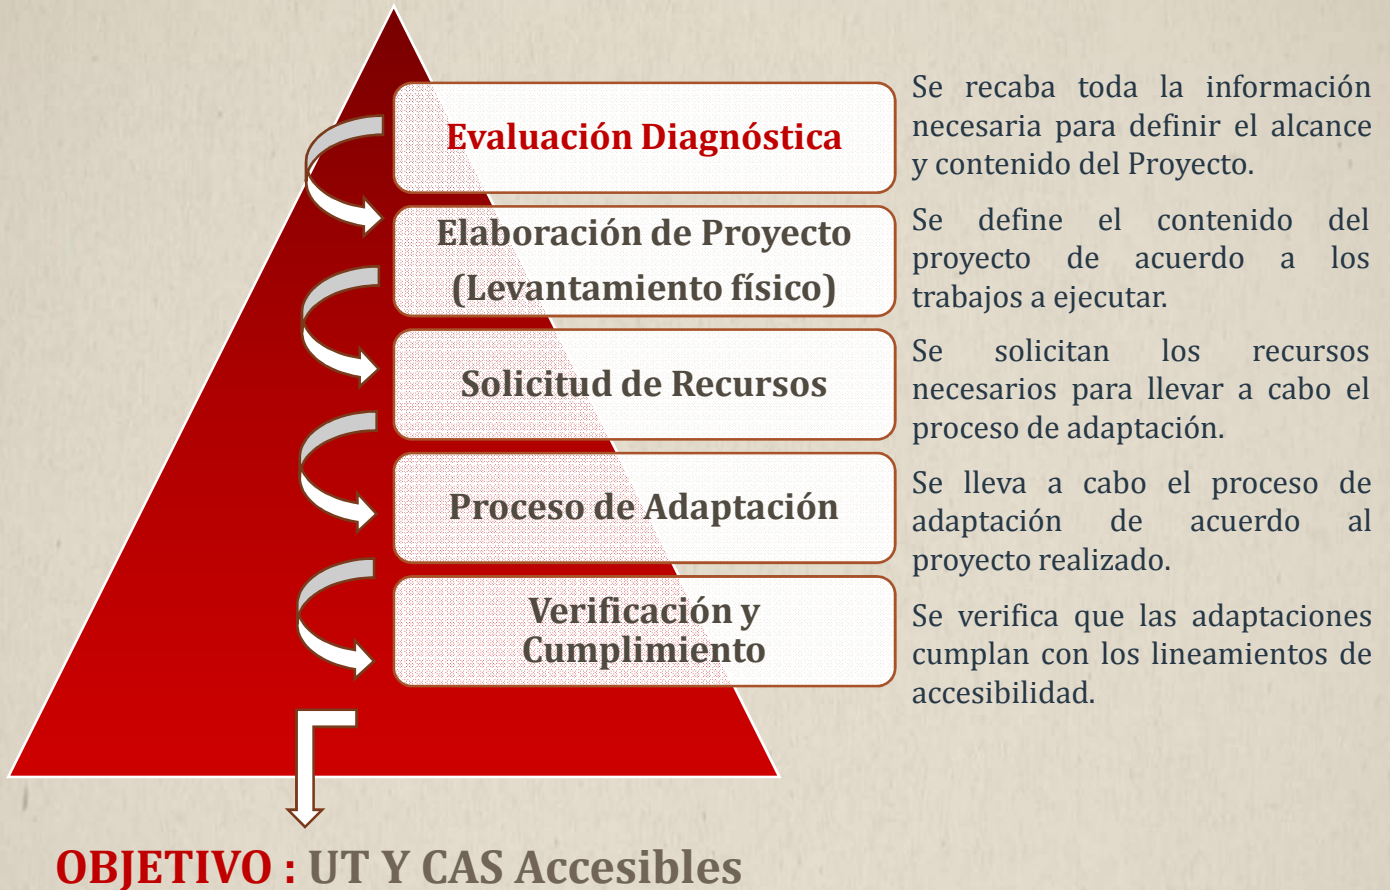 Evaluación Diagnóstica
Se recaba toda la información
necesaria para definir el alcance
y contenido del Proyecto.
Elaboración de Proyecto
(Levantamiento físico)
Se define el contenido del
proyecto de acuerdo a los
trabajos a ejecutar.
Solicitud de Recursos
Se solicitan los recursos
necesarios para llevar a cabo el
proceso de adaptación.
Proceso de Adaptación
Se lleva a cabo el proceso de
adaptación de acuerdo al
proyecto realizado.
Verificación y
Cumplimiento
Se verifica que las adaptaciones
cumplan con los lineamientos de
accesibilidad.
OBJETIVO : UT Y CAS Accesibles